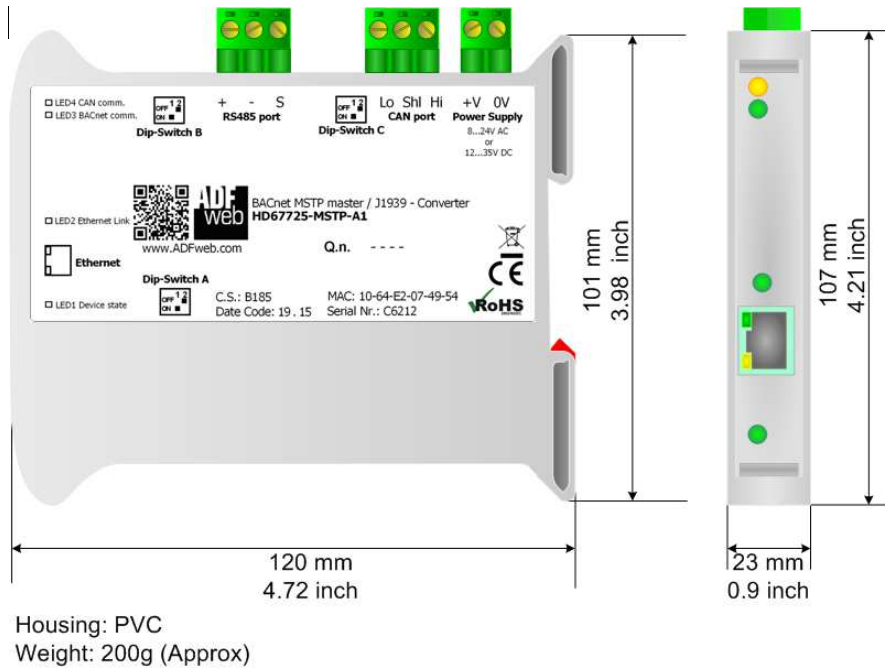 LED4 CAN comm.
LED3 BACnet comm.
OFF 1 2
ON
Dip-Switch B
+ - S
RS485 port
OFF 1 2
ON
Dip-Switch C
Lo Shl Hi
CAN port
+V 0V
Power Supply
8...24V AC
or
12...35V DC
LED2 Ethernet Link
ADF
web
www.ADFweb.com
BACnet MSTP master / J1939 - Converter
HD67725-MSTP-A1
Q.n. - - - -
Ethernet
Dip-Switch A
OFF 1 2
ON
LED1 Device state
C.S.: B185
Date Code: 19 . 15
MAC: 10-64-E2-07-49-54
Serial Nr.: C6212
CE
RoHS
101 mm
3.98 inch
107 mm
4.21 inch
120 mm
4.72 inch
23 mm
0.9 inch
Housing: PVC
Weight: 200g (Approx)